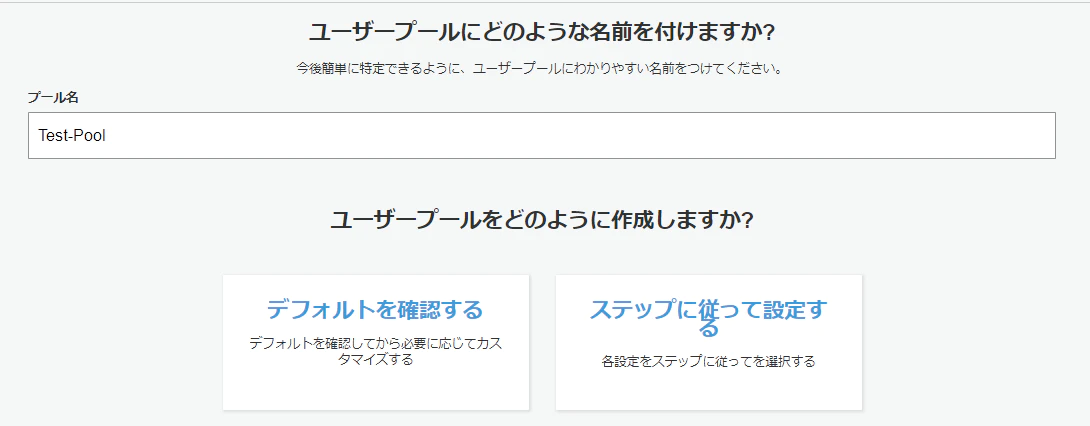 ユーザープールにどのような名前を付けますか?
今後簡単に特定できるように、ユーザープールにわかりやすい名前をつけてください。
プール名
Test-Pool
ユーザープールをどのように作成しますか?
デフォルトを確認する
デフォルトを確認してから必要に応じてカス
タマイズする
ステップに従って設定す
る
各設定をステップに従ってを選択する